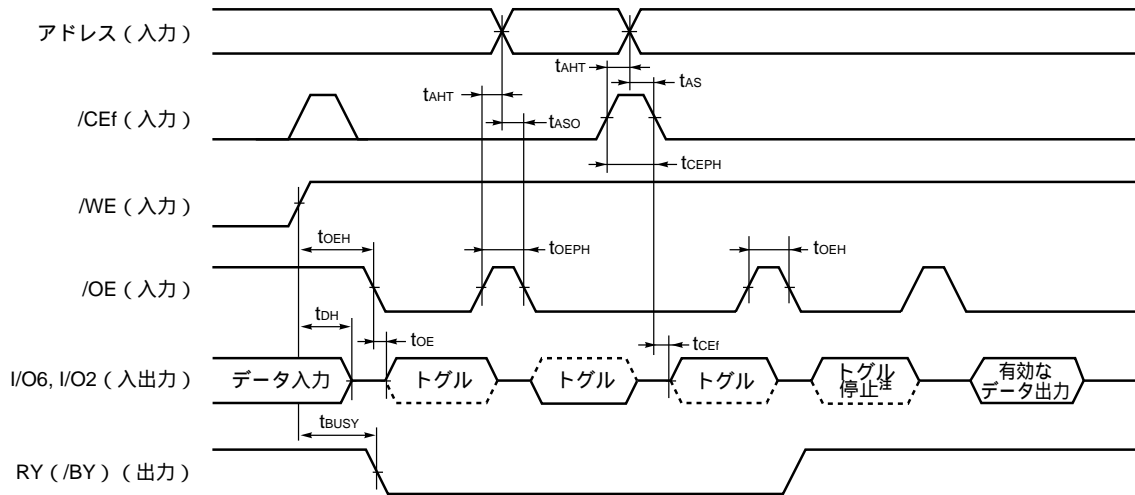 アドレス（入力）
tAHT
tAS
tAHT
/CEf（入力）
tASO
tCEPH
/WE（入力）
tOEH
tOEPH
tOEH
/OE（入力）
tDH
tOE
tCEf
I/O6, I/O2（入出力）
データ入力
トグル
トグル
トグル
トグル
停止注
有効な
データ出力
tBUSY
RY（/BY）（出力）